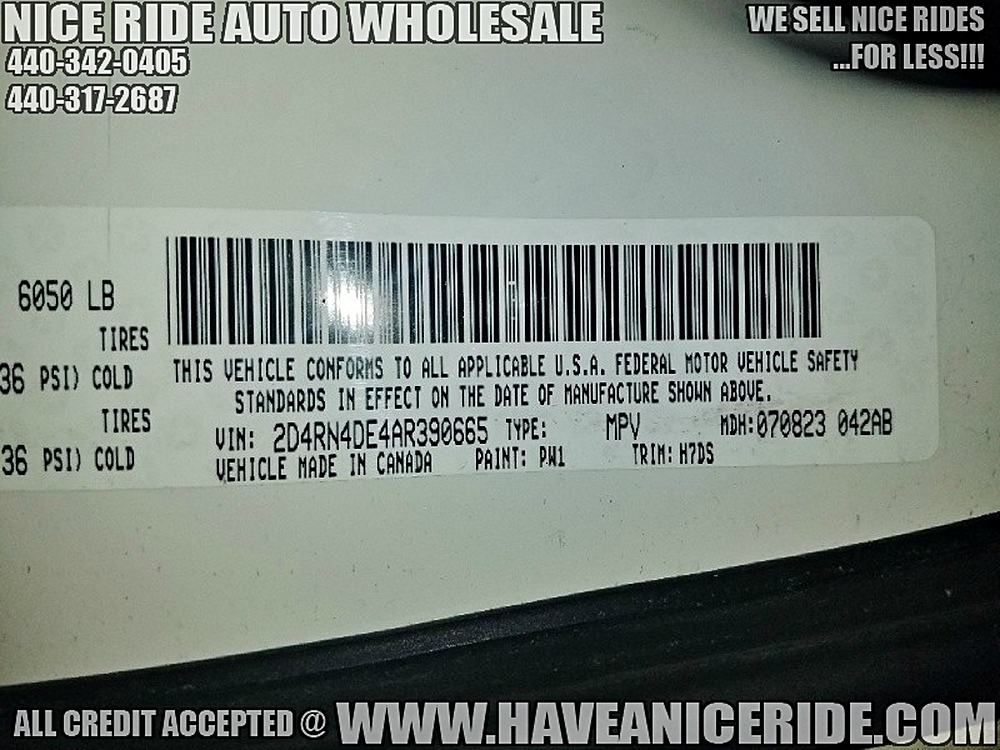 NICE RIDE AUTO WHOLESALE
440-342-0405
440-317-2687
WE SELL NICE RIDES
...FOR LESS!!!
6050 LB
TIRES
36 PSI) COLD
TIRES
36 PSI) COLD
THIS VEHICLE CONFORMS TO ALL APPLICABLE U.S.A. FEDERAL MOTOR VEHICLE SAFETY
STANDARDS IN EFFECT ON THE DATE OF MANUFACTURE SHOWN ABOVE.
VIN: 2D4RN4DE4AR390665 TYPE: MPV MDH:070823 042AB
VEHICLE MADE IN CANADA PAINT: PW1 TRIM: H7DS
ALL CREDIT ACCEPTED @ WWW.HAVEANICERIDE.COM